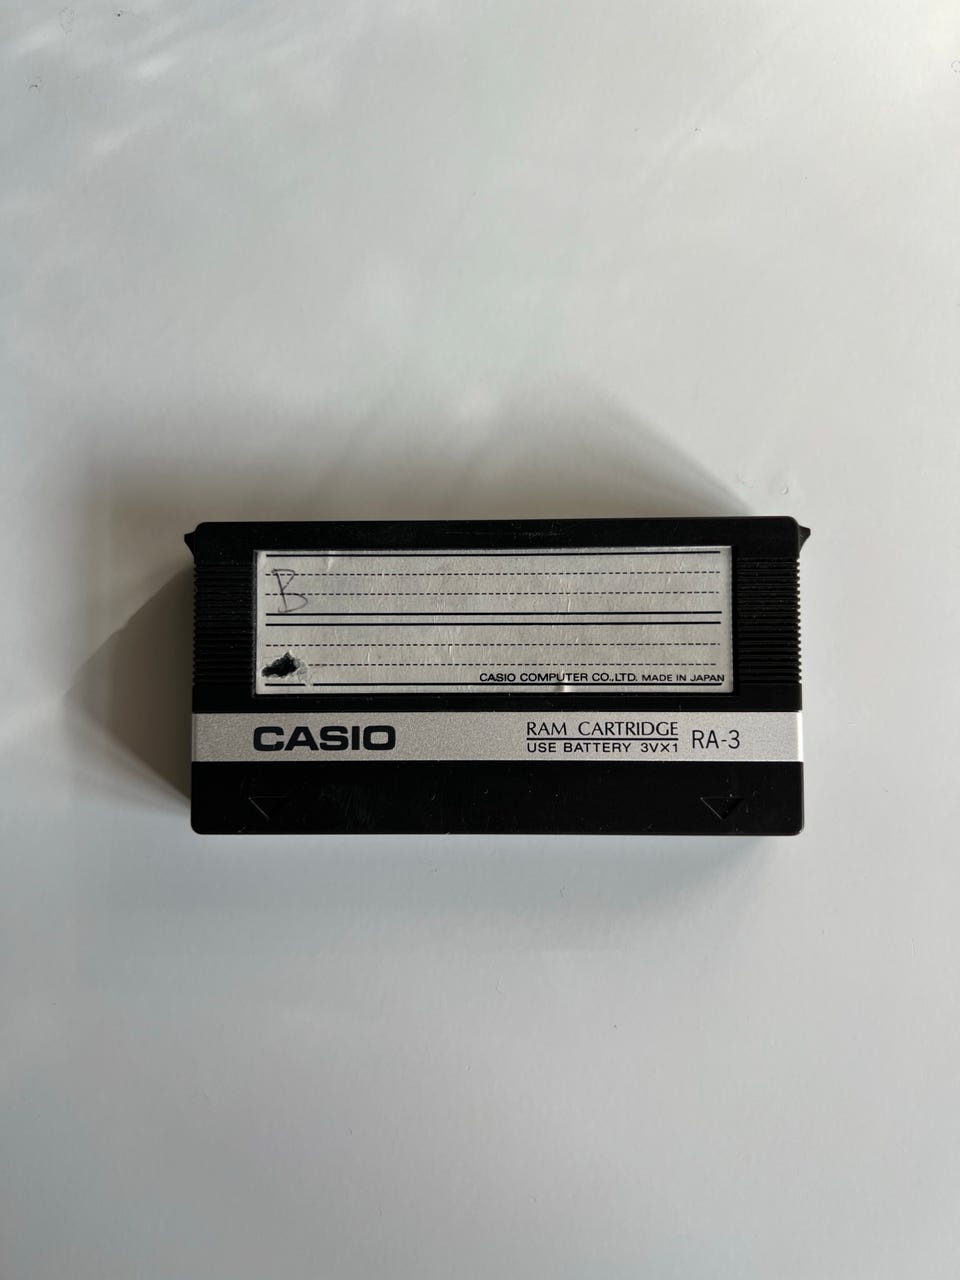 B
CASIO COMPUTER CO.,LTD. MADE IN JAPAN
CASIO
RAM CARTRIDGE
USE BATTERY 3V×1
RA-3